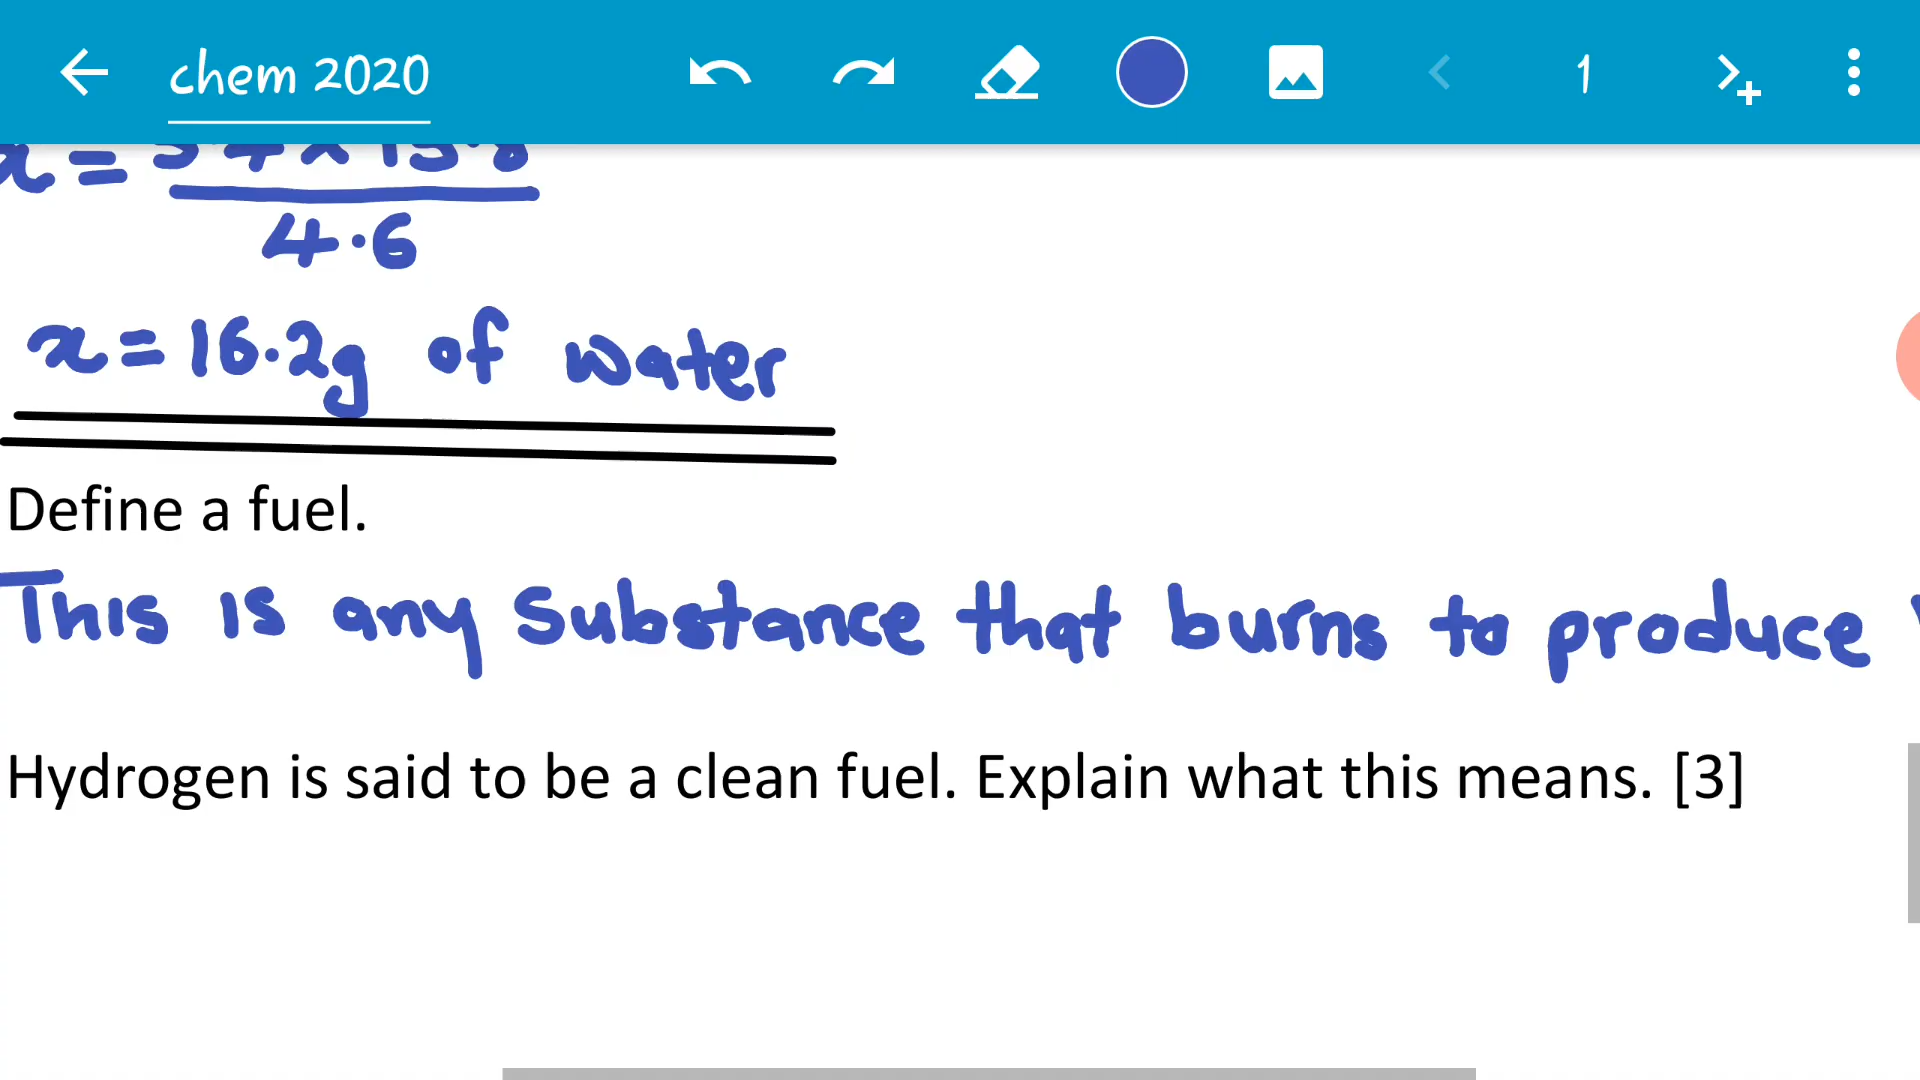 chem 2020
1
x =
4.6
x = 16.2g of water
Define a fuel.
This is any substance that burns to produce
Hydrogen is said to be a clean fuel. Explain what this means. [3]